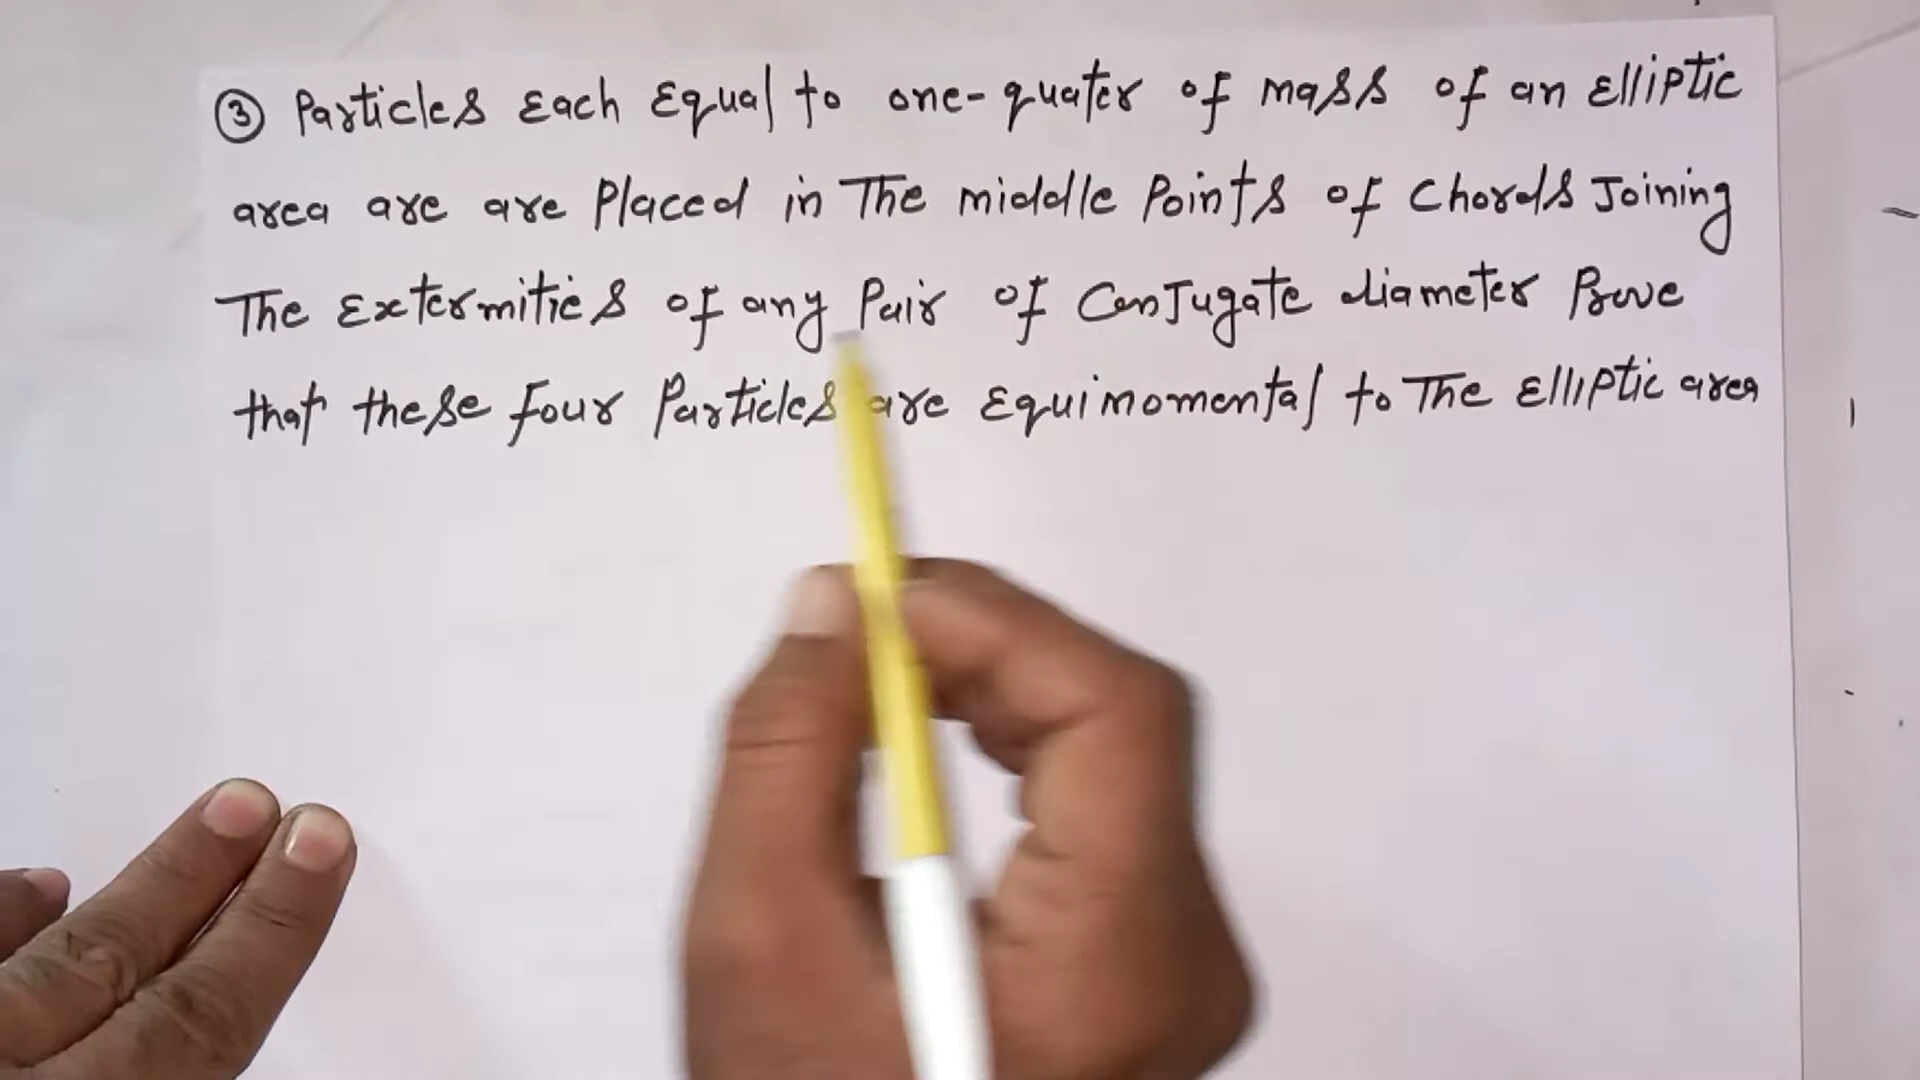 ③ Particles Each Equal to one-quater of mass of an Elliptic
area are are Placed in The middle Points of Chords Joining
The Extermities of any Pair of Conjugate diameter Prove
that these four Particles are Equimomental to The Elliptic area